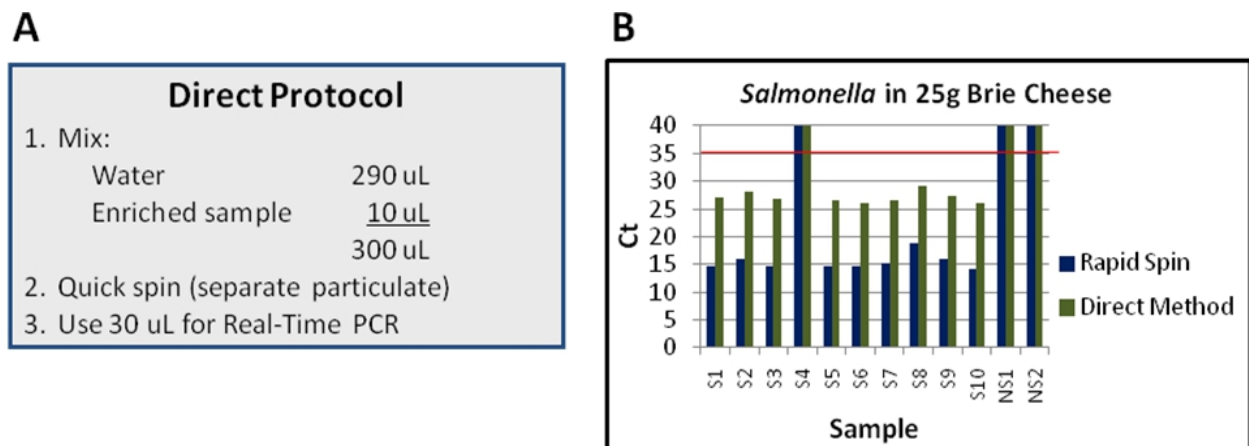 A
Direct Protocol
1. Mix:
Water 290 uL
Enriched sample 10 uL
300 uL
2. Quick spin (separate particulate)
3. Use 30 uL for Real-Time PCR
B
Salmonella in 25g Brie Cheese
40
35
30
25
20
15
10
5
0
Ct
S1 S2 S3 S4 S5 S6 S7 S8 S9 S10 NS1 NS2
Sample
Rapid Spin
Direct Method